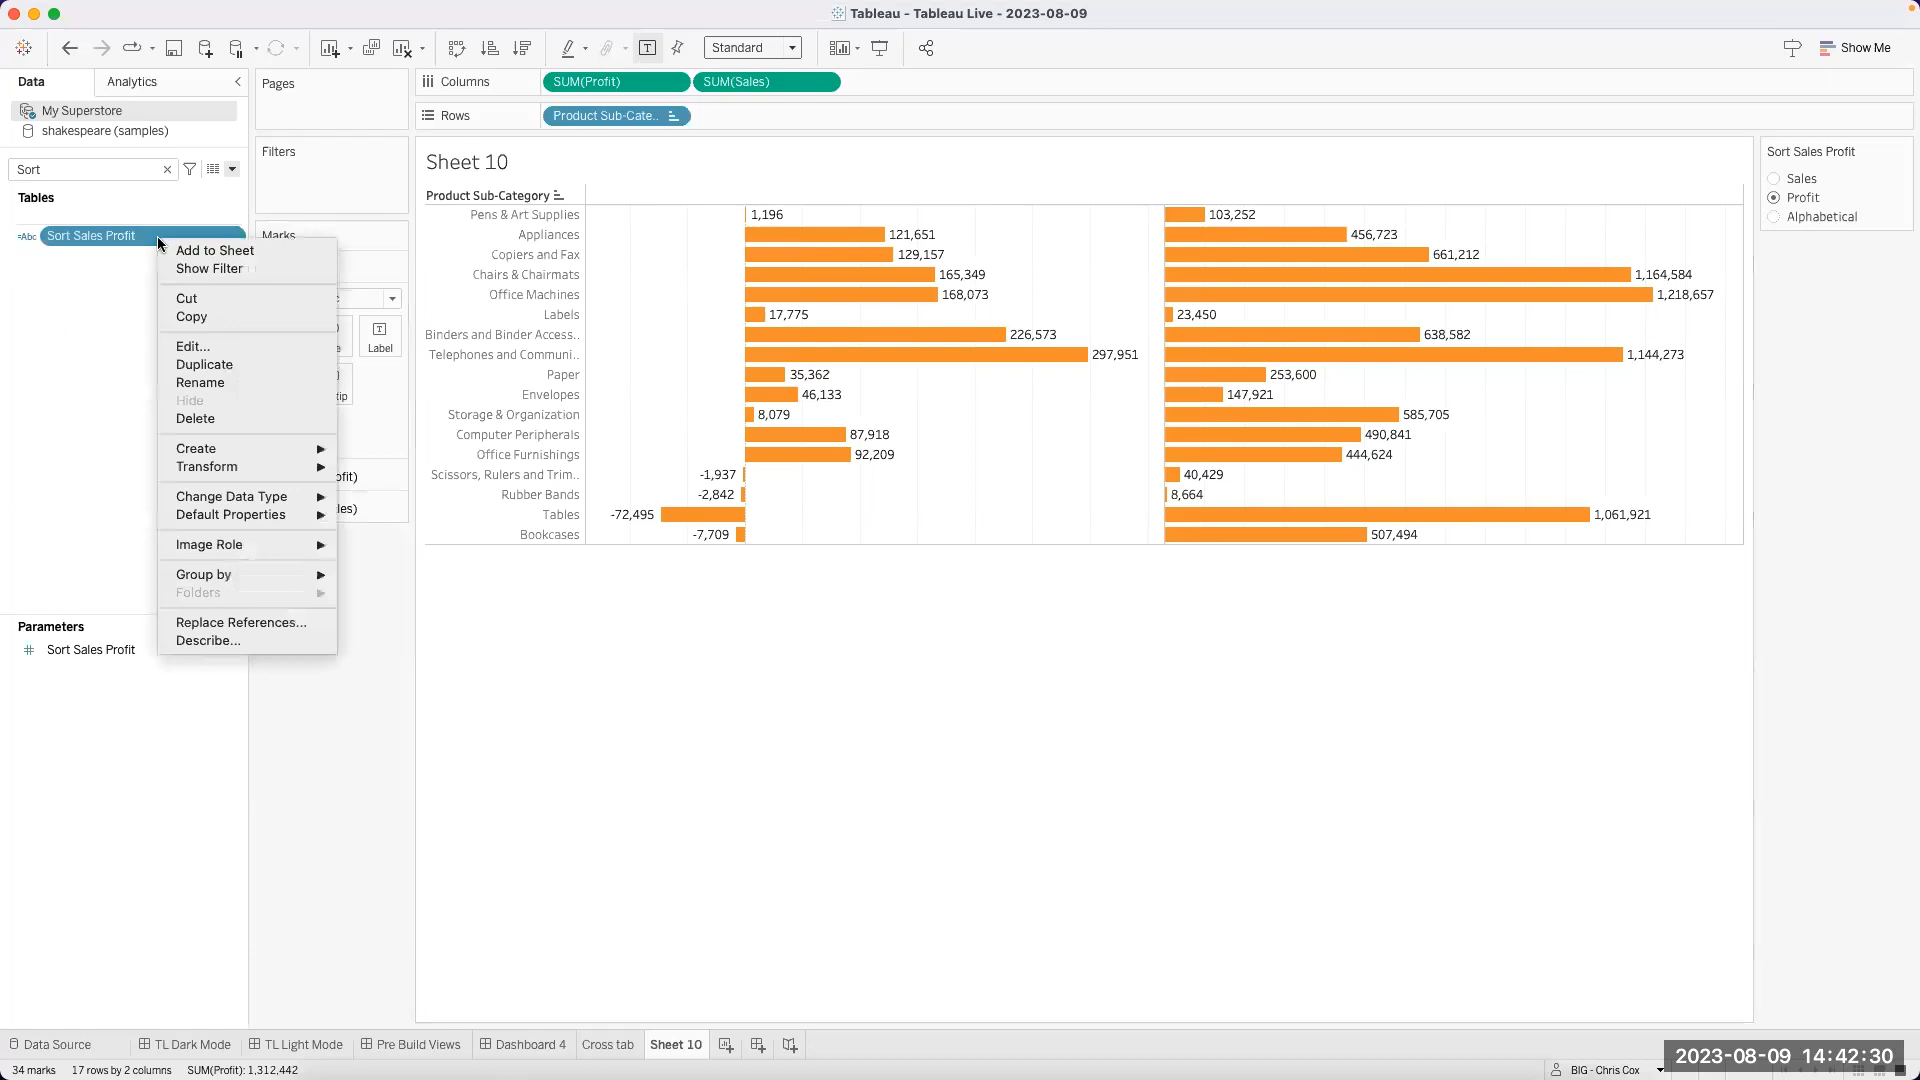 Tableau - Tableau Live - 2023-08-09
Standard
Show Me
Data
Analytics
Pages
Columns
SUM(Profit)
SUM(Sales)
My Superstore
shakespeare (samples)
Rows
Product Sub-Cate..
Filters
Sort
Tables
=Abc Sort Sales Profit
Marks
Add to Sheet
Show Filter
Cut
Copy
Edit...
Duplicate
Rename
Hide
Delete
Create
Transform
Change Data Type
Default Properties
Image Role
Group by
Folders
Replace References...
Describe...
Label
Parameters
# Sort Sales Profit
Sheet 10
Product Sub-Category
Pens & Art Supplies 1,196 103,252
Appliances 121,651 456,723
Copiers and Fax 129,157 661,212
Chairs & Chairmats 165,349 1,164,584
Office Machines 168,073 1,218,657
Labels 17,775 23,450
Binders and Binder Access.. 226,573 638,582
Telephones and Communi.. 297,951 1,144,273
Paper 35,362 253,600
Envelopes 46,133 147,921
Storage & Organization 8,079 585,705
Computer Peripherals 87,918 490,841
Office Furnishings 92,209 444,624
Scissors, Rulers and Trim.. -1,937 40,429
Rubber Bands -2,842 8,664
Tables -72,495 1,061,921
Bookcases -7,709 507,494
Sort Sales Profit
Sales
Profit
Alphabetical
Data Source
TL Dark Mode
TL Light Mode
Pre Build Views
Dashboard 4
Cross tab
Sheet 10
34 marks
17 rows by 2 columns
SUM(Profit): 1,312,442
BIG - Chris Cox
2023-08-09 14:42:30